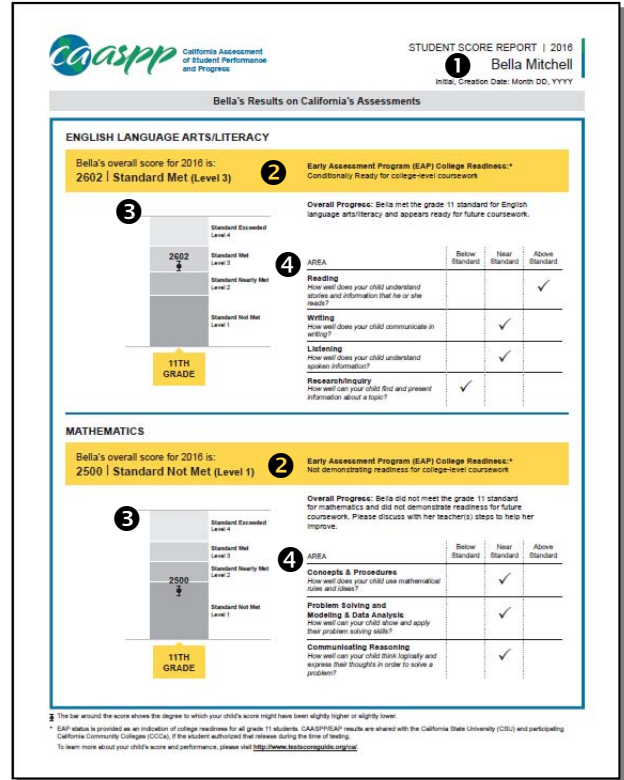 caaspp
California Assessment
of Student Performance
and Progress
STUDENT SCORE REPORT | 2016
1
Bella Mitchell
Initial, Creation Date: Month DD, YYYY
Bella's Results on California's Assessments
ENGLISH LANGUAGE ARTS/LITERACY
Bella's overall score for 2016 is:
2602 | Standard Met (Level 3)
2
Early Assessment Program (EAP) College Readiness:*
Conditionally Ready for college-level coursework
Overall Progress: Bella met the grade 11 standard for English
language arts/literacy and appears ready for future coursework.
3
Standard Exceeded
Level 4
2602
Standard Met
Level 3
Standard Nearly Met
Level 2
Standard Not Met
Level 1
11TH
GRADE
4
AREA
Below
Standard
Near
Standard
Above
Standard
Reading
How well does your child understand
stories and information that he or she
reads?
Writing
How well does your child communicate in
writing?
Listening
How well does your child understand
spoken information?
Research/Inquiry
How well can your child find and present
information about a topic?
MATHEMATICS
Bella's overall score for 2016 is:
2500 | Standard Not Met (Level 1)
2
Early Assessment Program (EAP) College Readiness:*
Not demonstrating readiness for college-level coursework
Overall Progress: Bella did not meet the grade 11 standard
for mathematics and did not demonstrate readiness for future
coursework. Please discuss with her teacher(s) steps to help her
improve.
3
Standard Exceeded
Level 4
Standard Met
Level 3
Standard Nearly Met
Level 2
2500
Standard Not Met
Level 1
11TH
GRADE
4
AREA
Below
Standard
Near
Standard
Above
Standard
Concepts & Procedures
How well does your child use mathematical
rules and ideas?
Problem Solving and
Modeling & Data Analysis
How well can your child show and apply
their problem solving skills?
Communicating Reasoning
How well can your child think logically and
express their thoughts in order to solve a
problem?
The bar around the score shows the degree to which your child's score might have been slightly higher or slightly lower.
* EAP status is provided as an indication of college readiness for all grade 11 students. CAASPP/EAP results are shared with the California State University (CSU) and participating
California Community Colleges (CCCs), if the student authorized that release during the time of testing.
To learn more about your child's score and performance, please visit http://www.testscoreguide.org/ca/.